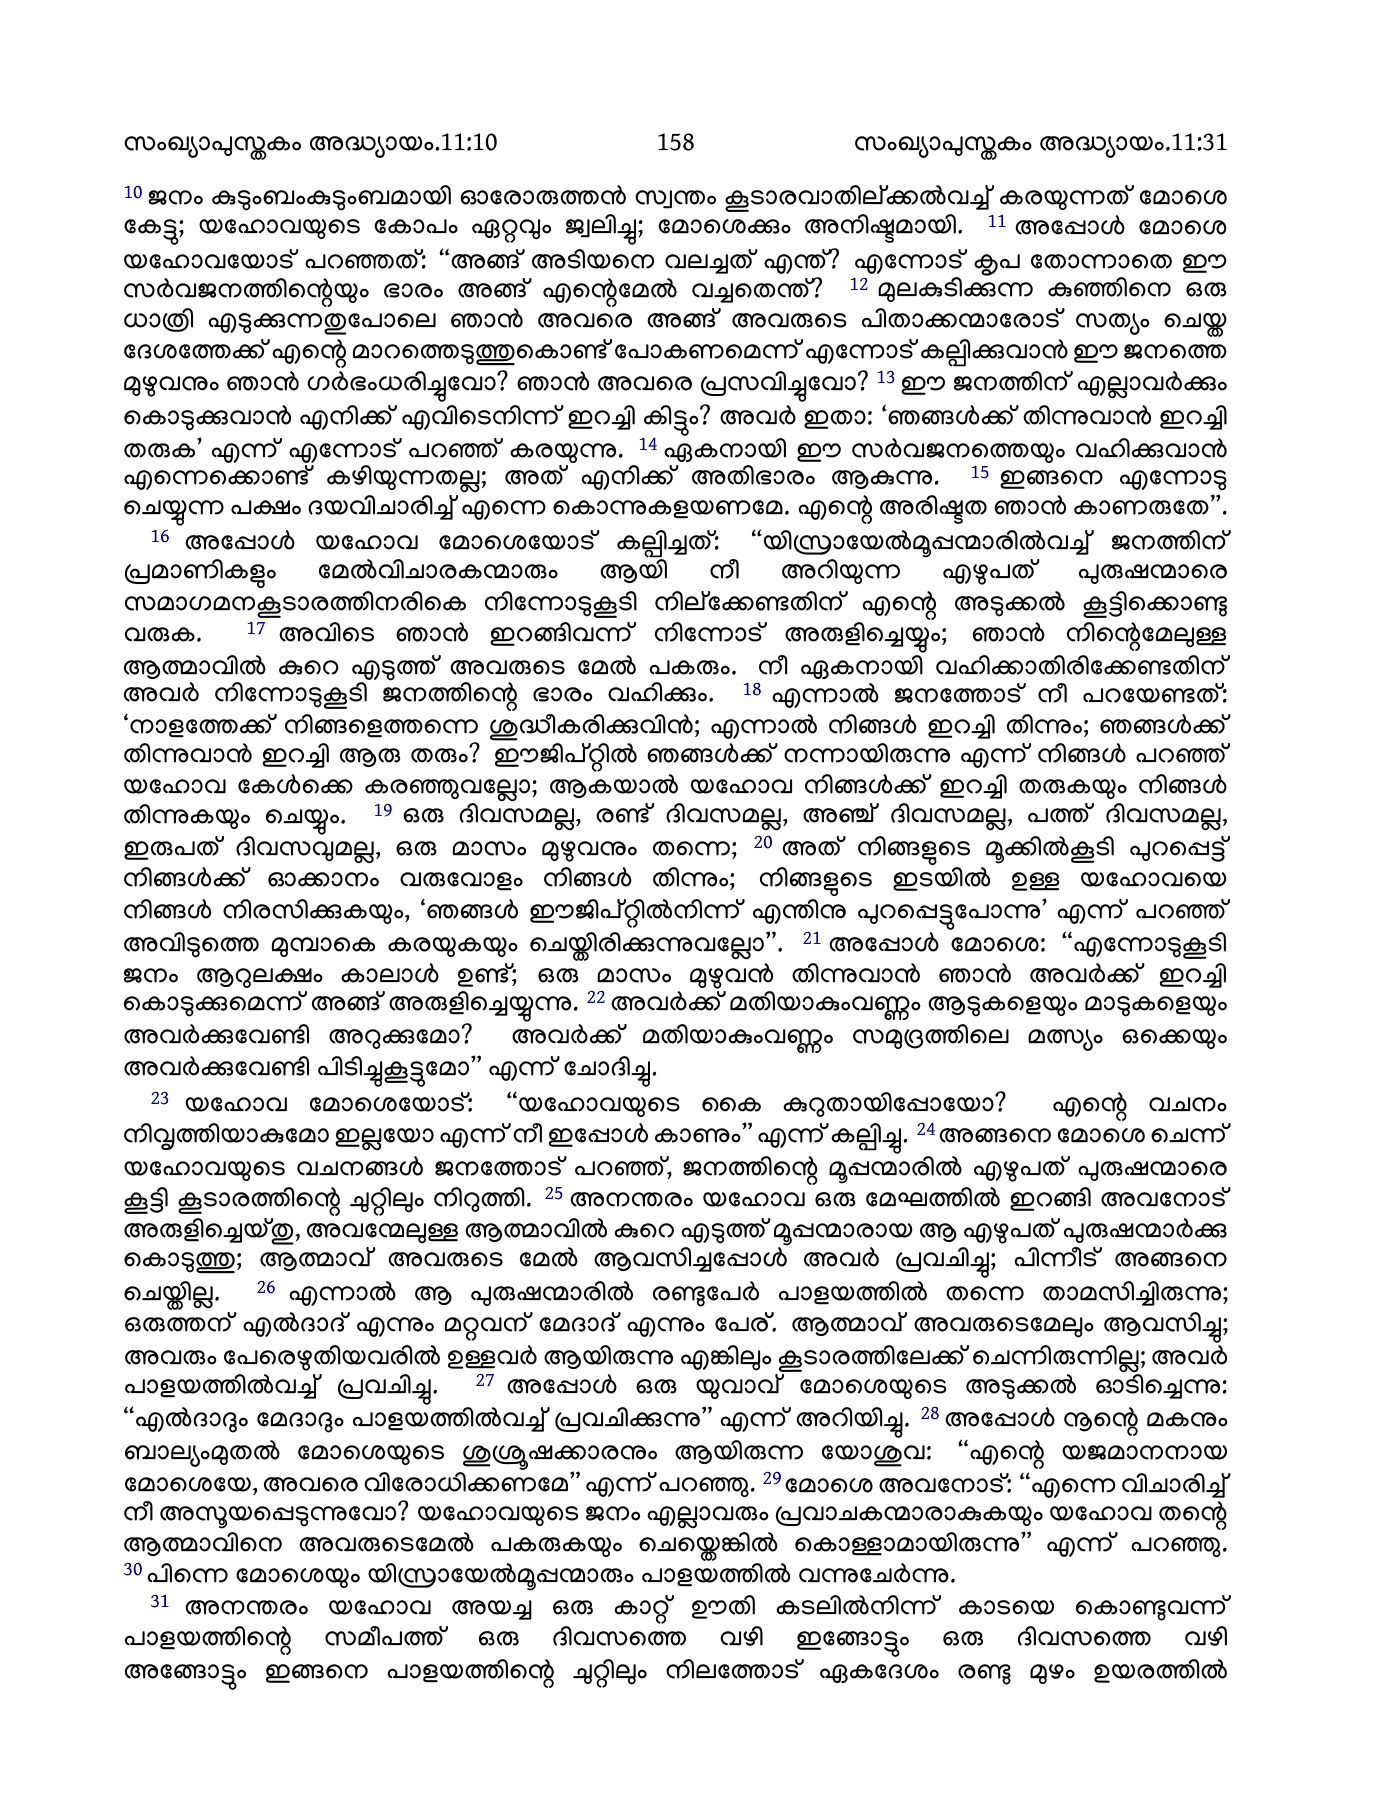 സംഖ്യാപുസ്തകം അദ്ധ്യായം.11:10 158 സംഖ്യാപുസ്തകം അദ്ധ്യായം.11:31
10 ജനം കുടുംബംകുടുംബമായി ഓരോരുത്തൻ സ്വന്തം കൂടാരവാതില്ക്കൽവച്ച് കരയുന്നത് മോശെ
കേട്ടു; യഹോവയുടെ കോപം ഏറ്റവും ജ്വലിച്ചു; മോശെക്കും അനിഷ്ടമായി. 11 അപ്പോൾ മോശെ
യഹോവയോട് പറഞ്ഞത്: “അങ്ങ് അടിയനെ വലച്ചത് എന്ത്? എന്നോട് കൃപ തോന്നാതെ ഈ
സർവജനത്തിന്റെയും ഭാരം അങ്ങ് എന്റെമേൽ വച്ചതെന്ത്? 12 മുലകുടിക്കുന്ന കുഞ്ഞിനെ ഒരു
ധാത്രി എടുക്കുന്നതുപോലെ ഞാൻ അവരെ അങ്ങ് അവരുടെ പിതാക്കന്മാരോട് സത്യം ചെയ്ത
ദേശത്തേക്ക് എന്റെ മാറത്തെടുത്തുകൊണ്ട് പോകണമെന്ന് എന്നോട് കല്പിക്കുവാൻ ഈ ജനത്തെ
മുഴുവനും ഞാൻ ഗർഭംധരിച്ചുവോ? ഞാൻ അവരെ പ്രസവിച്ചുവോ? 13 ഈ ജനത്തിന് എല്ലാവർക്കും
കൊടുക്കുവാൻ എനിക്ക് എവിടെനിന്ന് ഇറച്ചി കിട്ടും? അവർ ഇതാ: ‘ഞങ്ങൾക്ക് തിന്നുവാൻ ഇറച്ചി
തരുക’ എന്ന് എന്നോട് പറഞ്ഞ് കരയുന്നു. 14 ഏകനായി ഈ സർവജനത്തെയും വഹിക്കുവാൻ
എന്നെക്കൊണ്ട് കഴിയുന്നതല്ല; അത് എനിക്ക് അതിഭാരം ആകുന്നു. 15 ഇങ്ങനെ എന്നോടു
ചെയ്യുന്ന പക്ഷം ദയവിചാരിച്ച് എന്നെ കൊന്നുകളയണമേ. എന്റെ അരിഷ്ടത ഞാൻ കാണരുതേ”.
16 അപ്പോൾ യഹോവ മോശെയോട് കല്പിച്ചത്: “യിസ്രായേൽമൂപ്പന്മാരിൽവച്ച് ജനത്തിന്
പ്രമാണികളും മേൽവിചാരകന്മാരും ആയി നീ അറിയുന്ന എഴുപത് പുരുഷന്മാരെ
സമാഗമനകൂടാരത്തിനരികെ നിന്നോടുകൂടി നില്ക്കേണ്ടതിന് എന്റെ അടുക്കൽ കൂട്ടിക്കൊണ്ടു
വരുക. 17 അവിടെ ഞാൻ ഇറങ്ങിവന്ന് നിന്നോട് അരുളിച്ചെയ്യും; ഞാൻ നിന്റെമേലുള്ള
ആത്മാവിൽ കുറെ എടുത്ത് അവരുടെ മേൽ പകരും. നീ ഏകനായി വഹിക്കാതിരിക്കേണ്ടതിന്
അവർ നിന്നോടുകൂടി ജനത്തിന്റെ ഭാരം വഹിക്കും. 18 എന്നാൽ ജനത്തോട് നീ പറയേണ്ടത്:
‘നാളത്തേക്ക് നിങ്ങളെത്തന്നെ ശുദ്ധീകരിക്കുവിൻ; എന്നാൽ നിങ്ങൾ ഇറച്ചി തിന്നും; ഞങ്ങൾക്ക്
തിന്നുവാൻ ഇറച്ചി ആരു തരും? ഈജിപ്റ്റിൽ ഞങ്ങൾക്ക് നന്നായിരുന്നു എന്ന് നിങ്ങൾ പറഞ്ഞ്
യഹോവ കേൾക്കെ കരഞ്ഞുവല്ലോ; ആകയാൽ യഹോവ നിങ്ങൾക്ക് ഇറച്ചി തരുകയും നിങ്ങൾ
തിന്നുകയും ചെയ്യും. 19 ഒരു ദിവസമല്ല, രണ്ട് ദിവസമല്ല, അഞ്ച് ദിവസമല്ല, പത്ത് ദിവസമല്ല,
ഇരുപത് ദിവസവുമല്ല, ഒരു മാസം മുഴുവനും തന്നെ; 20 അത് നിങ്ങളുടെ മൂക്കിൽകൂടി പുറപ്പെട്ട്
നിങ്ങൾക്ക് ഓക്കാനം വരുവോളം നിങ്ങൾ തിന്നും; നിങ്ങളുടെ ഇടയിൽ ഉള്ള യഹോവയെ
നിങ്ങൾ നിരസിക്കുകയും, ‘ഞങ്ങൾ ഈജിപ്റ്റിൽനിന്ന് എന്തിനു പുറപ്പെട്ടുപോന്നു’ എന്ന് പറഞ്ഞ്
അവിടുത്തെ മുമ്പാകെ കരയുകയും ചെയ്തിരിക്കുന്നുവല്ലോ”. 21 അപ്പോൾ മോശെ: “എന്നോടുകൂടി
ജനം ആറുലക്ഷം കാലാൾ ഉണ്ട്; ഒരു മാസം മുഴുവൻ തിന്നുവാൻ ഞാൻ അവർക്ക് ഇറച്ചി
കൊടുക്കുമെന്ന് അങ്ങ് അരുളിച്ചെയ്യുന്നു. 22 അവർക്ക് മതിയാകുംവണ്ണം ആടുകളെയും മാടുകളെയും
അവർക്കുവേണ്ടി അറുക്കുമോ? അവർക്ക് മതിയാകുംവണ്ണം സമുദ്രത്തിലെ മത്സ്യം ഒക്കെയും
അവർക്കുവേണ്ടി പിടിച്ചുകൂട്ടുമോ” എന്ന് ചോദിച്ചു.
23 യഹോവ മോശെയോട്: “യഹോവയുടെ കൈ കുറുതായിപ്പോയോ? എന്റെ വചനം
നിവൃത്തിയാകുമോ ഇല്ലയോ എന്ന് നീ ഇപ്പോൾ കാണും” എന്ന് കല്പിച്ചു. 24 അങ്ങനെ മോശെ ചെന്ന്
യഹോവയുടെ വചനങ്ങൾ ജനത്തോട് പറഞ്ഞ്, ജനത്തിന്റെ മൂപ്പന്മാരിൽ എഴുപത് പുരുഷന്മാരെ
കൂട്ടി കൂടാരത്തിന്റെ ചുറ്റിലും നിറുത്തി. 25 അനന്തരം യഹോവ ഒരു മേഘത്തിൽ ഇറങ്ങി അവനോട്
അരുളിച്ചെയ്തു, അവന്മേലുള്ള ആത്മാവിൽ കുറെ എടുത്ത് മൂപ്പന്മാരായ ആ എഴുപത് പുരുഷന്മാർക്കു
കൊടുത്തു; ആത്മാവ് അവരുടെ മേൽ ആവസിച്ചപ്പോൾ അവർ പ്രവചിച്ചു; പിന്നീട് അങ്ങനെ
ചെയ്തില്ല. 26 എന്നാൽ ആ പുരുഷന്മാരിൽ രണ്ടുപേർ പാളയത്തിൽ തന്നെ താമസിച്ചിരുന്നു;
ഒരുത്തന് എൽദാദ് എന്നും മറ്റവന് മേദാദ് എന്നും പേര്. ആത്മാവ് അവരുടെമേലും ആവസിച്ചു;
അവരും പേരെഴുതിയവരിൽ ഉള്ളവർ ആയിരുന്നു എങ്കിലും കൂടാരത്തിലേക്ക് ചെന്നിരുന്നില്ല; അവർ
പാളയത്തിൽവച്ച് പ്രവചിച്ചു. 27 അപ്പോൾ ഒരു യുവാവ് മോശെയുടെ അടുക്കൽ ഓടിച്ചെന്നു:
“എൽദാദും മേദാദും പാളയത്തിൽവച്ച് പ്രവചിക്കുന്നു” എന്ന് അറിയിച്ചു. 28 അപ്പോൾ നൂന്റെ മകനും
ബാല്യംമുതൽ മോശെയുടെ ശുശ്രൂഷക്കാരനും ആയിരുന്ന യോശുവ: “എന്റെ യജമാനനായ
മോശെയേ, അവരെ വിരോധിക്കണമേ” എന്ന് പറഞ്ഞു. 29 മോശെ അവനോട്: “എന്നെ വിചാരിച്ച്
നീ അസൂയപ്പെടുന്നുവോ? യഹോവയുടെ ജനം എല്ലാവരും പ്രവാചകന്മാരാകുകയും യഹോവ തന്റെ
ആത്മാവിനെ അവരുടെമേൽ പകരുകയും ചെയ്തെങ്കിൽ കൊള്ളാമായിരുന്നു” എന്ന് പറഞ്ഞു.
30 പിന്നെ മോശെയും യിസ്രായേൽമൂപ്പന്മാരും പാളയത്തിൽ വന്നുചേർന്നു.
31 അനന്തരം യഹോവ അയച്ച ഒരു കാറ്റ് ഊതി കടലിൽനിന്ന് കാടയെ കൊണ്ടുവന്ന്
പാളയത്തിന്റെ സമീപത്ത് ഒരു ദിവസത്തെ വഴി ഇങ്ങോട്ടും ഒരു ദിവസത്തെ വഴി
അങ്ങോട്ടും ഇങ്ങനെ പാളയത്തിന്റെ ചുറ്റിലും നിലത്തോട് ഏകദേശം രണ്ടു മുഴം ഉയരത്തിൽ